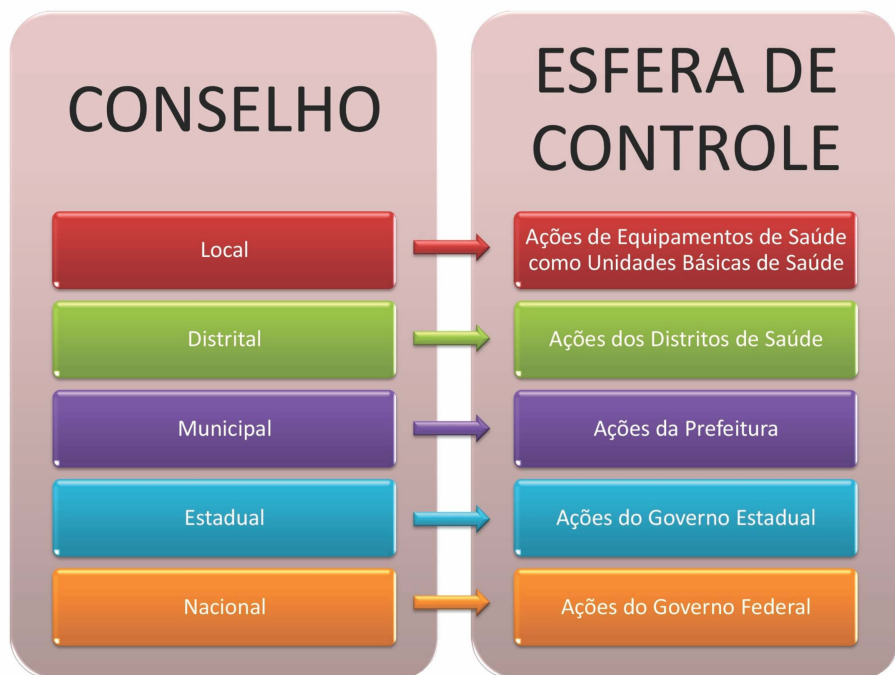 CONSELHO
ESFERA DE
CONTROLE
Local
Ações de Equipamentos de Saúde
como Unidades Básicas de Saúde
Distrital
Ações dos Distritos de Saúde
Municipal
Ações da Prefeitura
Estadual
Ações do Governo Estadual
Nacional
Ações do Governo Federal